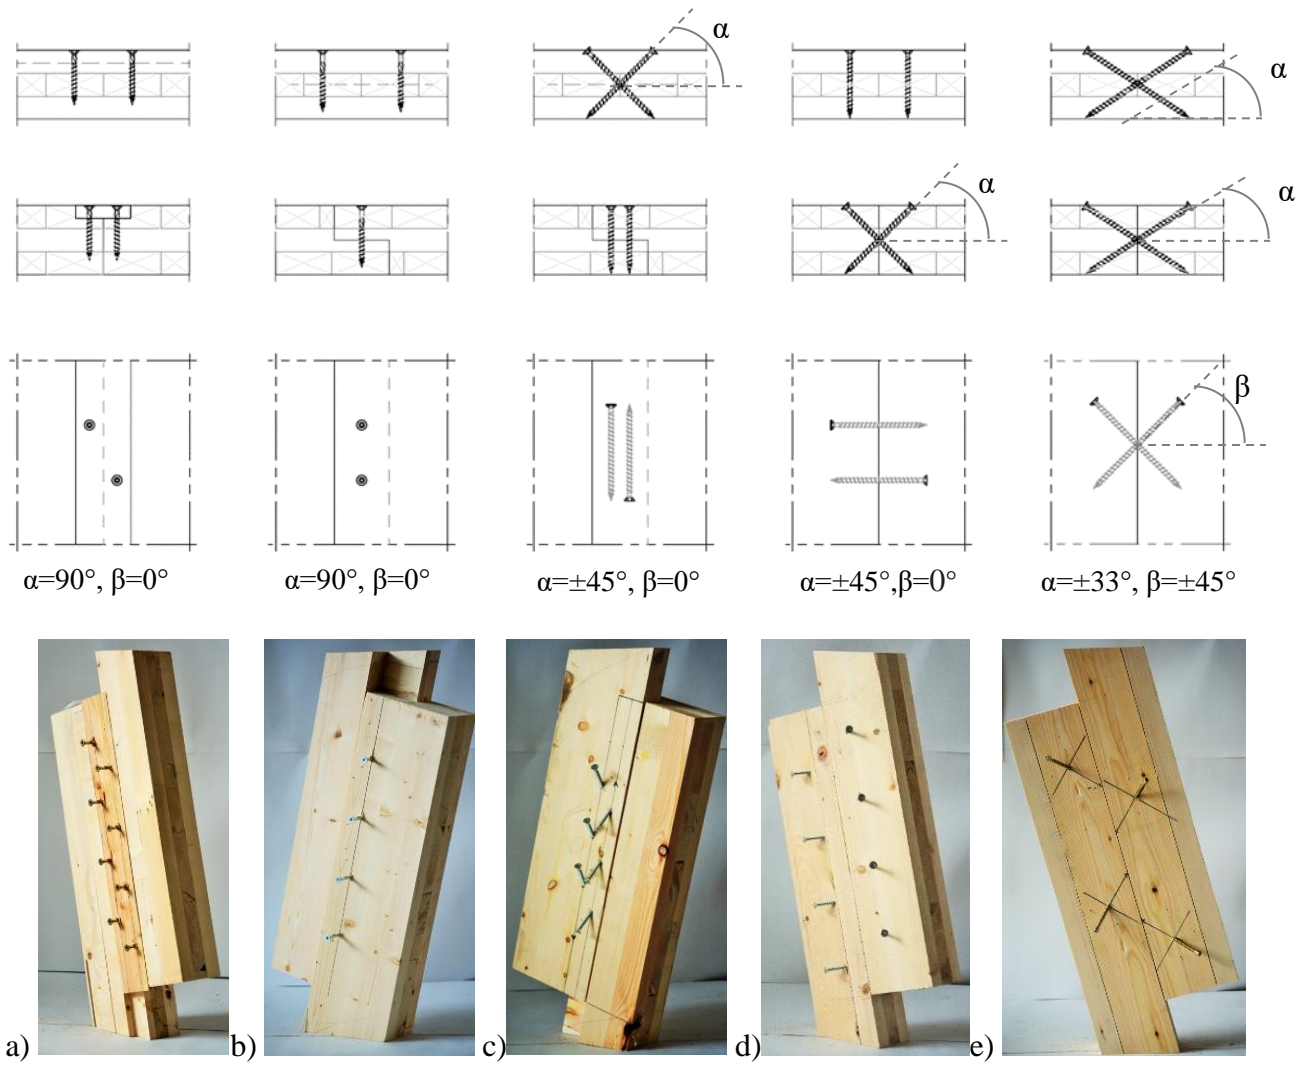 α
α
α
α
β
α=90°, β=0°
α=90°, β=0°
α=±45°, β=0°
α=±45°,β=0°
α=±33°, β=±45°
a)
b)
c)
d)
e)